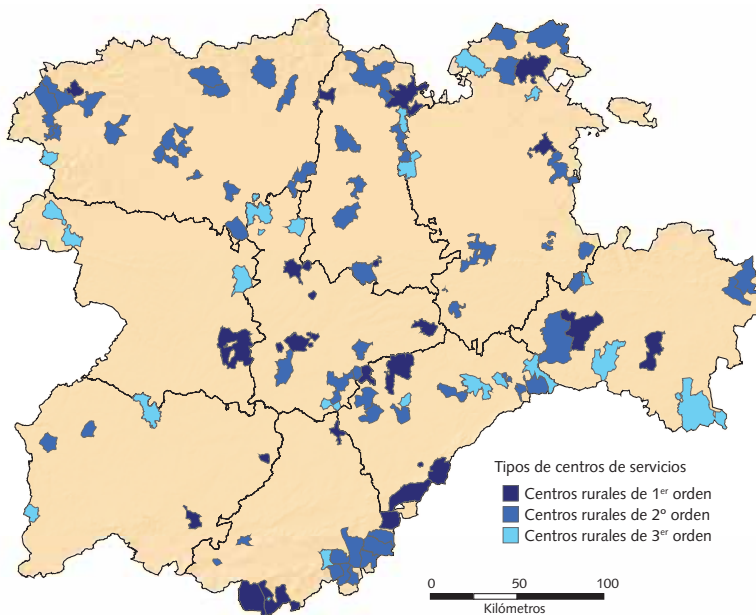 Tipos de centros de servicios
Centros rurales de 1er orden
Centros rurales de 2º orden
Centros rurales de 3er orden
0 50 100
Kilómetros